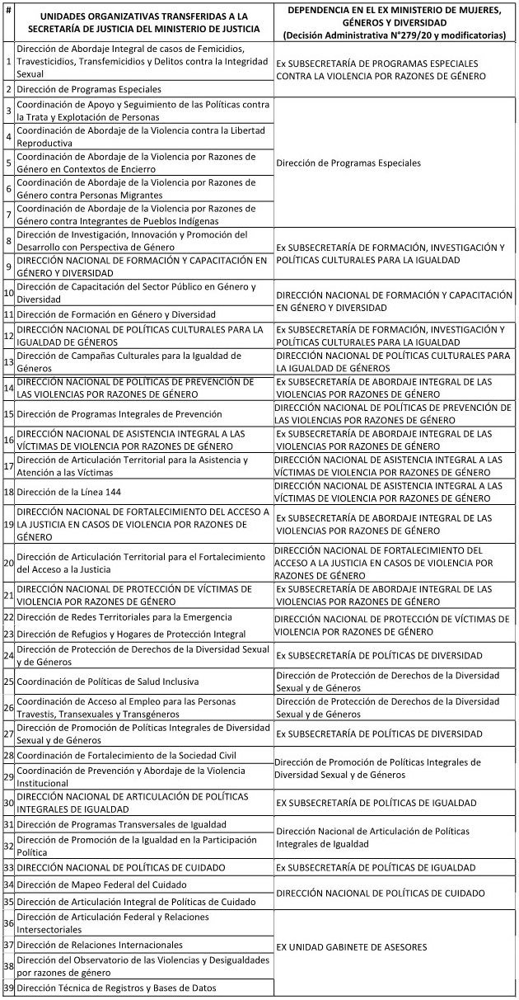 #
UNIDADES ORGANIZATIVAS TRANSFERIDAS A LA
SECRETARÍA DE JUSTICIA DEL MINISTERIO DE JUSTICIA
DEPENDENCIA EN EL EX MINISTERIO DE MUJERES,
GÉNEROS Y DIVERSIDAD
(Decisión Administrativa N°279/20 y modificatorias)
1
Dirección de Abordaje Integral de casos de Femicidios,
Travesticidios, Transfemicidios y Delitos contra la Integridad
Sexual
Ex SUBSECRETARÍA DE PROGRAMAS ESPECIALES
CONTRA LA VIOLENCIA POR RAZONES DE GÉNERO
2 Dirección de Programas Especiales
3
Coordinación de Apoyo y Seguimiento de las Políticas contra
la Trata y Explotación de Personas
Dirección de Programas Especiales
4
Coordinación de Abordaje de la Violencia contra la Libertad
Reproductiva
5
Coordinación de Abordaje de la Violencia por Razones de
Género en Contextos de Encierro
6
Coordinación de Abordaje de la Violencia por Razones de
Género contra Personas Migrantes
7
Coordinación de Abordaje de la Violencia por Razones de
Género contra Integrantes de Pueblos Indígenas
8
Dirección de Investigación, Innovación y Promoción del
Desarrollo con Perspectiva de Género
Ex SUBSECRETARÍA DE FORMACIÓN, INVESTIGACIÓN Y
POLÍTICAS CULTURALES PARA LA IGUALDAD
9
DIRECCIÓN NACIONAL DE FORMACIÓN Y CAPACITACIÓN EN
GÉNERO Y DIVERSIDAD
10
Dirección de Capacitación del Sector Público en Género y
Diversidad
DIRECCIÓN NACIONAL DE FORMACIÓN Y CAPACITACIÓN
EN GÉNERO Y DIVERSIDAD
11 Dirección de Formación en Género y Diversidad
12
DIRECCIÓN NACIONAL DE POLÍTICAS CULTURALES PARA LA
IGUALDAD DE GÉNEROS
Ex SUBSECRETARÍA DE FORMACIÓN, INVESTIGACIÓN Y
POLÍTICAS CULTURALES PARA LA IGUALDAD
13
Dirección de Campañas Culturales para la Igualdad de
Géneros
DIRECCIÓN NACIONAL DE POLÍTICAS CULTURALES PARA
LA IGUALDAD DE GÉNEROS
14
DIRECCIÓN NACIONAL DE POLÍTICAS DE PREVENCIÓN DE
LAS VIOLENCIAS POR RAZONES DE GÉNERO
Ex SUBSECRETARÍA DE ABORDAJE INTEGRAL DE LAS
VIOLENCIAS POR RAZONES DE GÉNERO
15 Dirección de Programas Integrales de Prevención
DIRECCIÓN NACIONAL DE POLÍTICAS DE PREVENCIÓN DE
LAS VIOLENCIAS POR RAZONES DE GÉNERO
16
DIRECCIÓN NACIONAL DE ASISTENCIA INTEGRAL A LAS
VÍCTIMAS DE VIOLENCIA POR RAZONES DE GÉNERO
Ex SUBSECRETARÍA DE ABORDAJE INTEGRAL DE LAS
VIOLENCIAS POR RAZONES DE GÉNERO
17
Dirección de Articulación Territorial para la Asistencia y
Atención a las Víctimas
DIRECCIÓN NACIONAL DE ASISTENCIA INTEGRAL A LAS
VÍCTIMAS DE VIOLENCIA POR RAZONES DE GÉNERO
18 Dirección de la Línea 144
DIRECCIÓN NACIONAL DE ASISTENCIA INTEGRAL A LAS
VÍCTIMAS DE VIOLENCIA POR RAZONES DE GÉNERO
19
DIRECCIÓN NACIONAL DE FORTALECIMIENTO DEL ACCESO A
LA JUSTICIA EN CASOS DE VIOLENCIA POR RAZONES DE
GÉNERO
Ex SUBSECRETARÍA DE ABORDAJE INTEGRAL DE LAS
VIOLENCIAS POR RAZONES DE GÉNERO
20
Dirección de Articulación Territorial para el Fortalecimiento
del Acceso a la Justicia
DIRECCIÓN NACIONAL DE FORTALECIMIENTO DEL
ACCESO A LA JUSTICIA EN CASOS DE VIOLENCIA POR
RAZONES DE GÉNERO
21
DIRECCIÓN NACIONAL DE PROTECCIÓN DE VÍCTIMAS DE
VIOLENCIA POR RAZONES DE GÉNERO
Ex SUBSECRETARÍA DE ABORDAJE INTEGRAL DE LAS
VIOLENCIAS POR RAZONES DE GÉNERO
22 Dirección de Redes Territoriales para la Emergencia
DIRECCIÓN NACIONAL DE PROTECCIÓN DE VÍCTIMAS DE
VIOLENCIA POR RAZONES DE GÉNERO
23 Dirección de Refugios y Hogares de Protección Integral
24
Dirección de Protección de Derechos de la Diversidad Sexual
y de Géneros
Ex SUBSECRETARÍA DE POLÍTICAS DE DIVERSIDAD
25 Coordinación de Políticas de Salud Inclusiva
Dirección de Protección de Derechos de la Diversidad
Sexual y de Géneros
26
Coordinación de Acceso al Empleo para las Personas
Travestis, Transexuales y Transgéneros
Dirección de Protección de Derechos de la Diversidad
Sexual y de Géneros
27
Dirección de Promoción de Políticas Integrales de Diversidad
Sexual y de Géneros
Ex SUBSECRETARÍA DE POLÍTICAS DE DIVERSIDAD
28 Coordinación de Fortalecimiento de la Sociedad Civil
Dirección de Promoción de Políticas Integrales de
Diversidad Sexual y de Géneros
29
Coordinación de Prevención y Abordaje de la Violencia
Institucional
30
DIRECCIÓN NACIONAL DE ARTICULACIÓN DE POLÍTICAS
INTEGRALES DE IGUALDAD
EX SUBSECRETARÍA DE POLÍTICAS DE IGUALDAD
31 Dirección de Programas Transversales de Igualdad
Dirección Nacional de Articulación de Políticas
Integrales de Igualdad
32
Dirección de Promoción de la Igualdad en la Participación
Política
33 DIRECCIÓN NACIONAL DE POLÍTICAS DE CUIDADO
Ex SUBSECRETARÍA DE POLÍTICAS DE IGUALDAD
34 Dirección de Mapeo Federal del Cuidado
DIRECCIÓN NACIONAL DE POLÍTICAS DE CUIDADO
35 Dirección de Articulación Integral de Políticas de Cuidado
36
Dirección de Articulación Federal y Relaciones
Intersectoriales
EX UNIDAD GABINETE DE ASESORES
37 Dirección de Relaciones Internacionales
38
Dirección del Observatorio de las Violencias y Desigualdades
por razones de género
39 Dirección Técnica de Registros y Bases de Datos